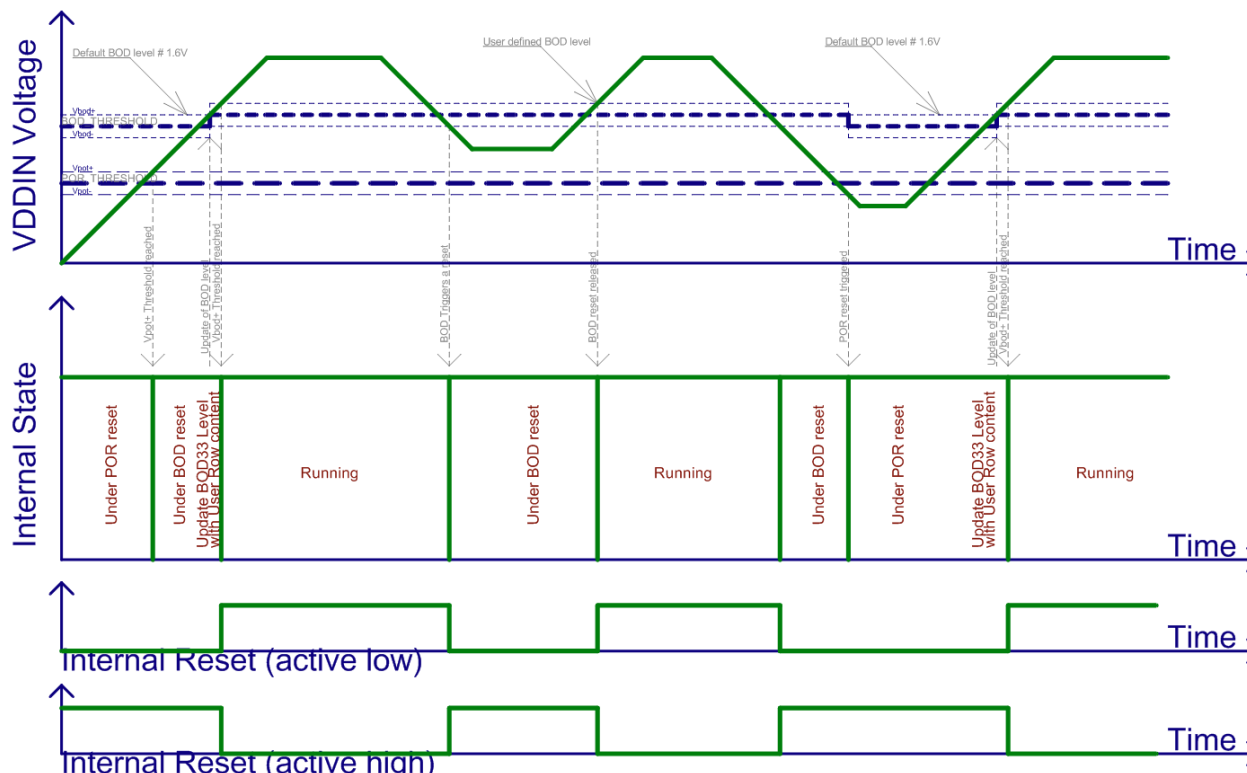 VDDIN Voltage
Default BOD level # 1.6V
User defined BOD level
Default BOD level # 1.6V
Vbod+
BOD_THRESHOLD
Vbod-
Vpot+
POR_THRESHOLD
Vpot-
Time
Vpot+ Threshold reached
Update of BOD level
Vbod+ Threshold reached
BOD Triggers a reset
BOD reset released
POR reset triggered
Update of BOD level
Vbod+ Threshold reached
Internal State
Under POR reset
Under BOD reset
Update BOD33 Level
with User Row content
Running
Under BOD reset
Running
Under BOD reset
Under POR reset
Update BOD33 Level
with User Row content
Running
Time
Internal Reset (active low)
Time
Internal Reset (active high)
Time